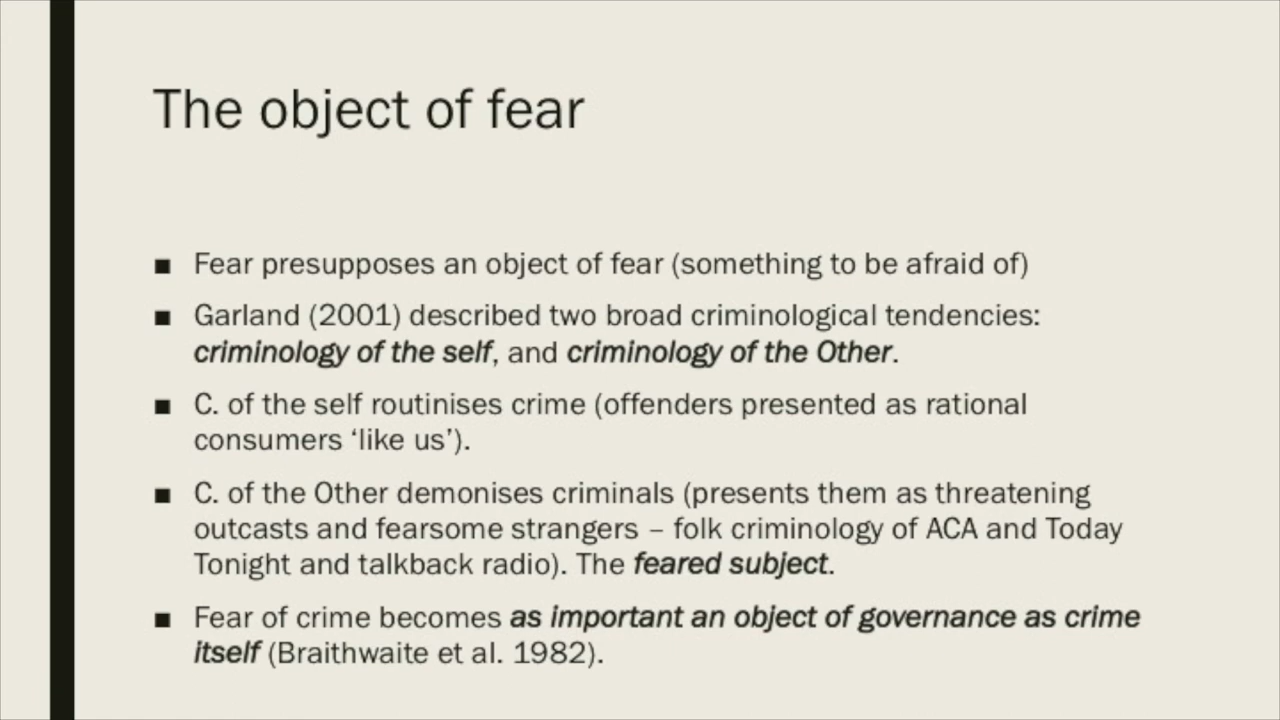 The object of fear
■ Fear presupposes an object of fear (something to be afraid of)
■ Garland (2001) described two broad criminological tendencies:
criminology of the self, and criminology of the Other.
■ C. of the self routinises crime (offenders presented as rational
consumers ‘like us’).
■ C. of the Other demonises criminals (presents them as threatening
outcasts and fearsome strangers – folk criminology of ACA and Today
Tonight and talkback radio). The feared subject.
■ Fear of crime becomes as important an object of governance as crime
itself (Braithwaite et al. 1982).